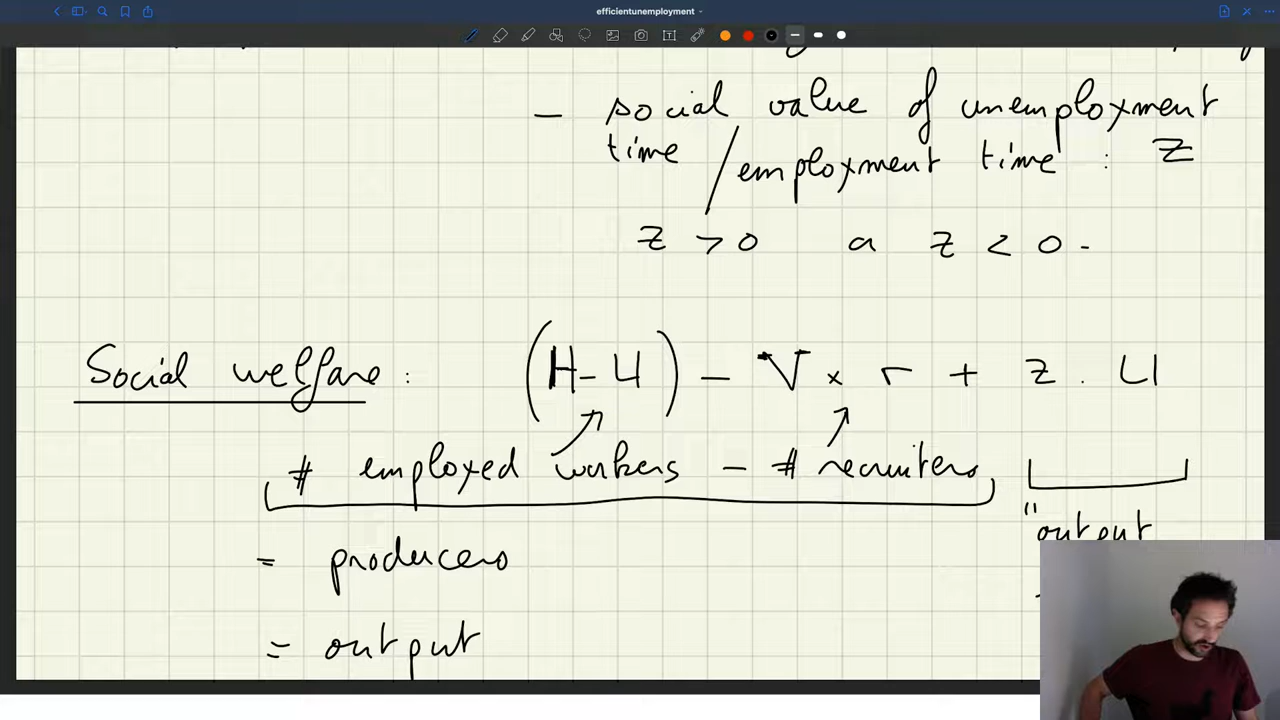 efficientunemployment
— social value of unemployment
time / employment time : z
z > 0 a z < 0 -
Social welfare : (H - U) - V x r + z . U
# employed workers - # recruiters
"output
= producers
= output